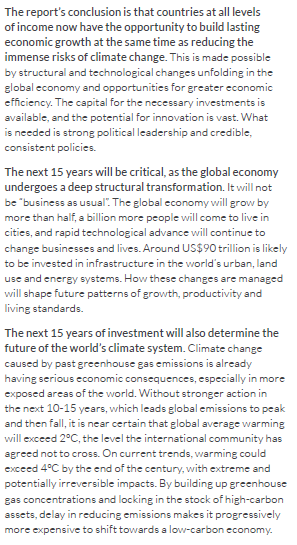 The report's conclusion is that countries at all levels
of income now have the opportunity to build lasting
economic growth at the same time as reducing the
immense risks of climate change. This is made possible
by structural and technological changes unfolding in the
global economy and opportunities for greater economic
efficiency. The capital for the necessary investments is
available, and the potential for innovation is vast. What
is needed is strong political leadership and credible,
consistent policies.
The next 15 years will be critical, as the global economy
undergoes a deep structural transformation. It will not
be "business as usual". The global economy will grow by
more than half, a billion more people will come to live in
cities, and rapid technological advance will continue to
change businesses and lives. Around US$90 trillion is likely
to be invested in infrastructure in the world's urban, land
use and energy systems. How these changes are managed
will shape future patterns of growth, productivity and
living standards.
The next 15 years of investment will also determine the
future of the world's climate system. Climate change
caused by past greenhouse gas emissions is already
having serious economic consequences, especially in more
exposed areas of the world. Without stronger action in
the next 10-15 years, which leads global emissions to peak
and then fall, it is near certain that global average warming
will exceed 2°C, the level the international community has
agreed not to cross. On current trends, warming could
exceed 4°C by the end of the century, with extreme and
potentially irreversible impacts. By building up greenhouse
gas concentrations and locking in the stock of high-carbon
assets, delay in reducing emissions makes it progressively
more expensive to shift towards a low-carbon economy.